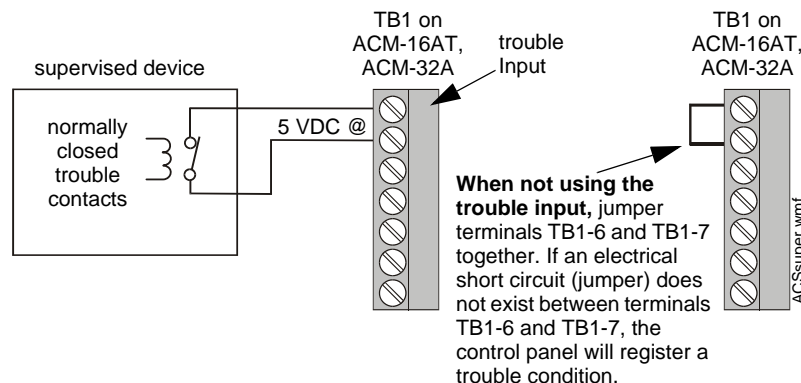 TB1 on
ACM-16AT,
ACM-32A
trouble
Input
supervised device
normally
closed
trouble
contacts
5 VDC @
TB1 on
ACM-16AT,
ACM-32A
When not using the
trouble input, jumper
terminals TB1-6 and TB1-7
together. If an electrical
short circuit (jumper) does
not exist between terminals
TB1-6 and TB1-7, the
control panel will register a
trouble condition.
ACSsuper.wmf